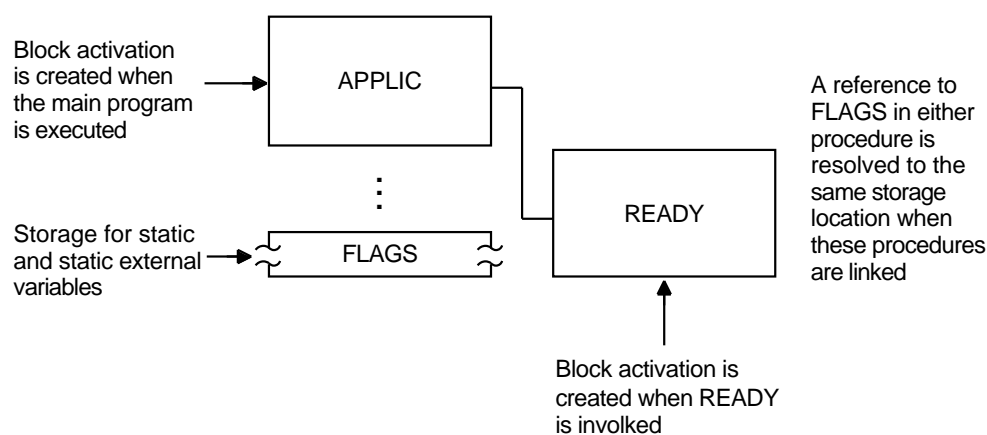 Block activation
is created when
the main program
is executed
APPLIC
A reference to
FLAGS in either
procedure is
resolved to the
same storage
location when
these procedures
are linked
READY
Storage for static
and static external
variables
FLAGS
Block activation is
created when READY
is involked